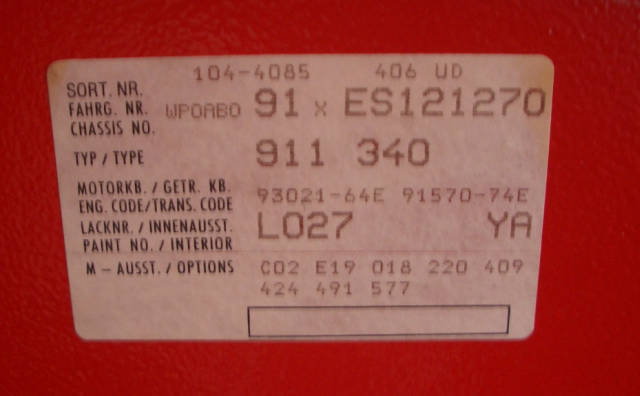 104-4085 406 UD
SORT. NR.
FAHRG. NR. WPOABO 91 x ES121270
CHASSIS NO.
TYP / TYPE 911 340
MOTORKB. / GETR. KB. 93021-64E 91570-74E
ENG. CODE/TRANS. CODE
LACKNR. / INNENAUSST. L027 YA
PAINT NO. / INTERIOR
M – AUSST. / OPTIONS C02 E19 018 220 409
424 491 577